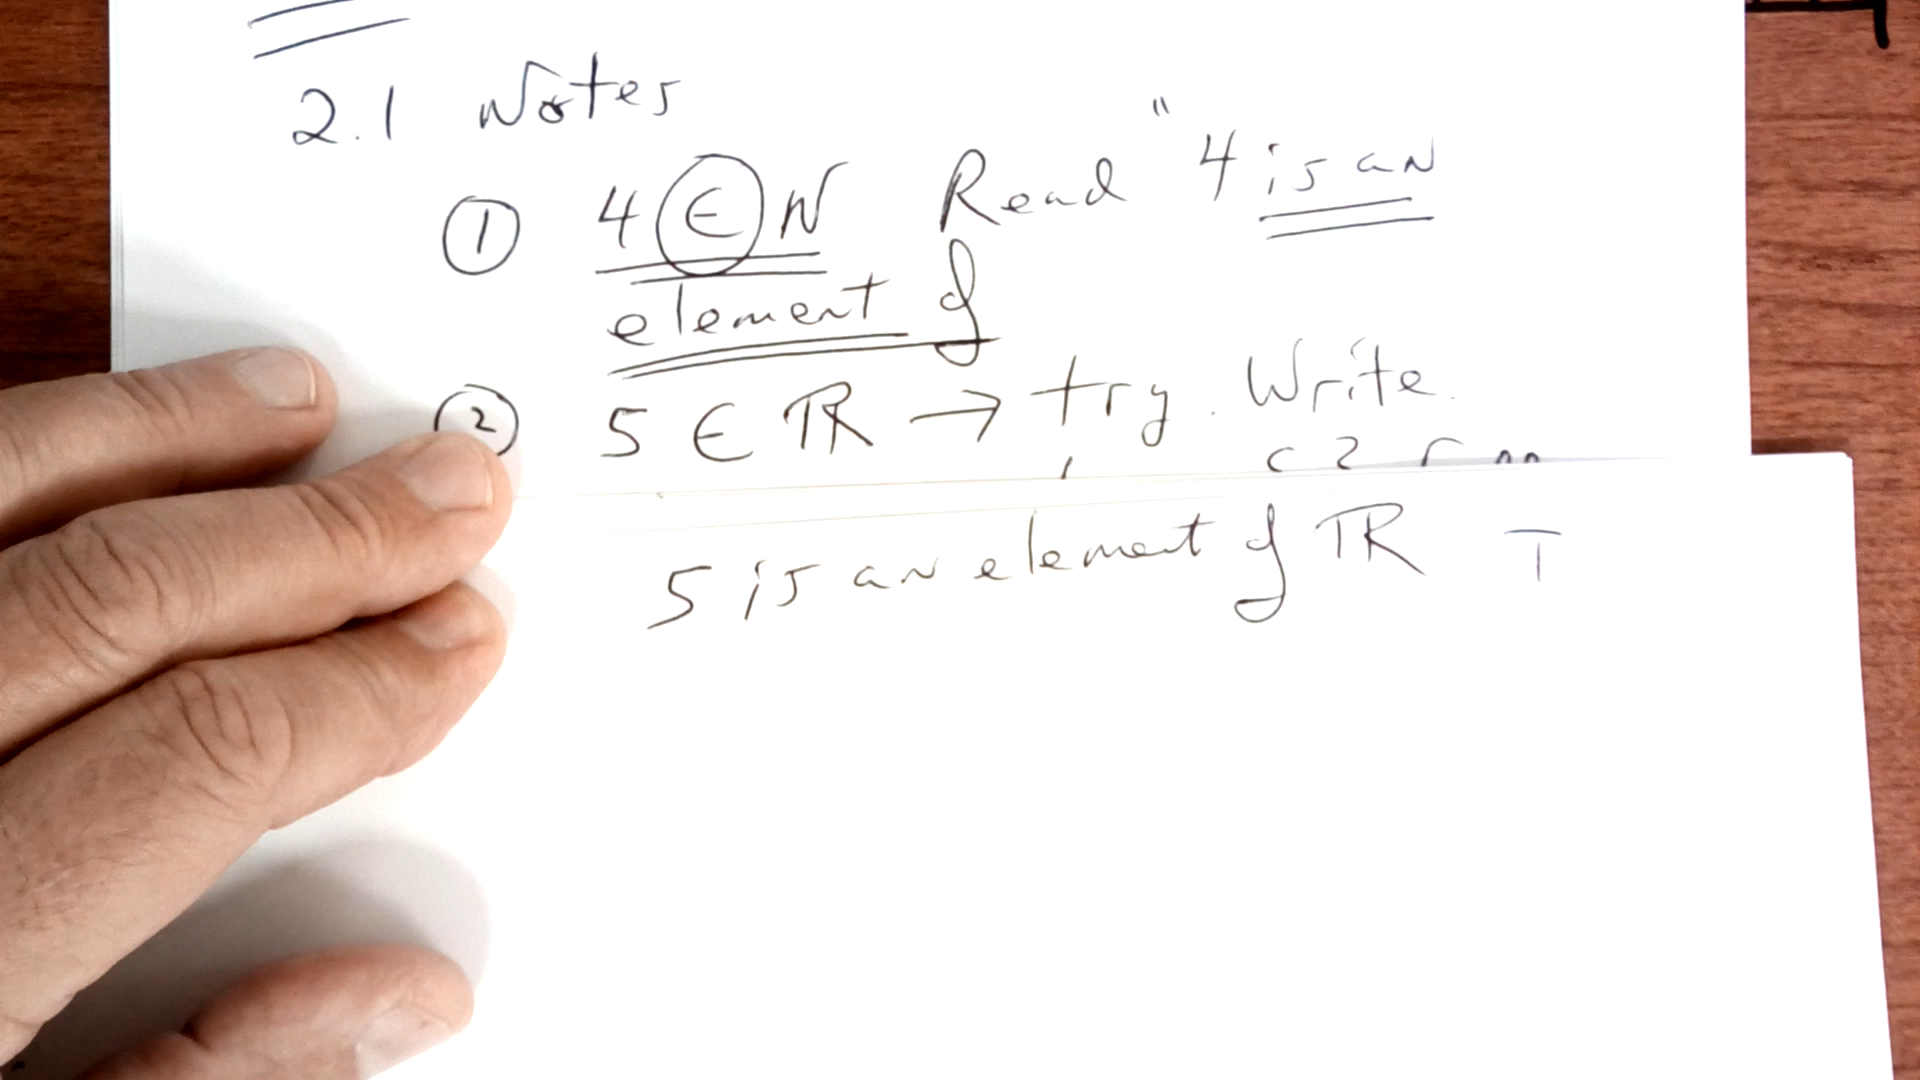 2.1 Notes
① 4 ∈ N Read "4 is an
element of
② 5 ∈ ℝ → try. Write.
5 is an element of ℝ T